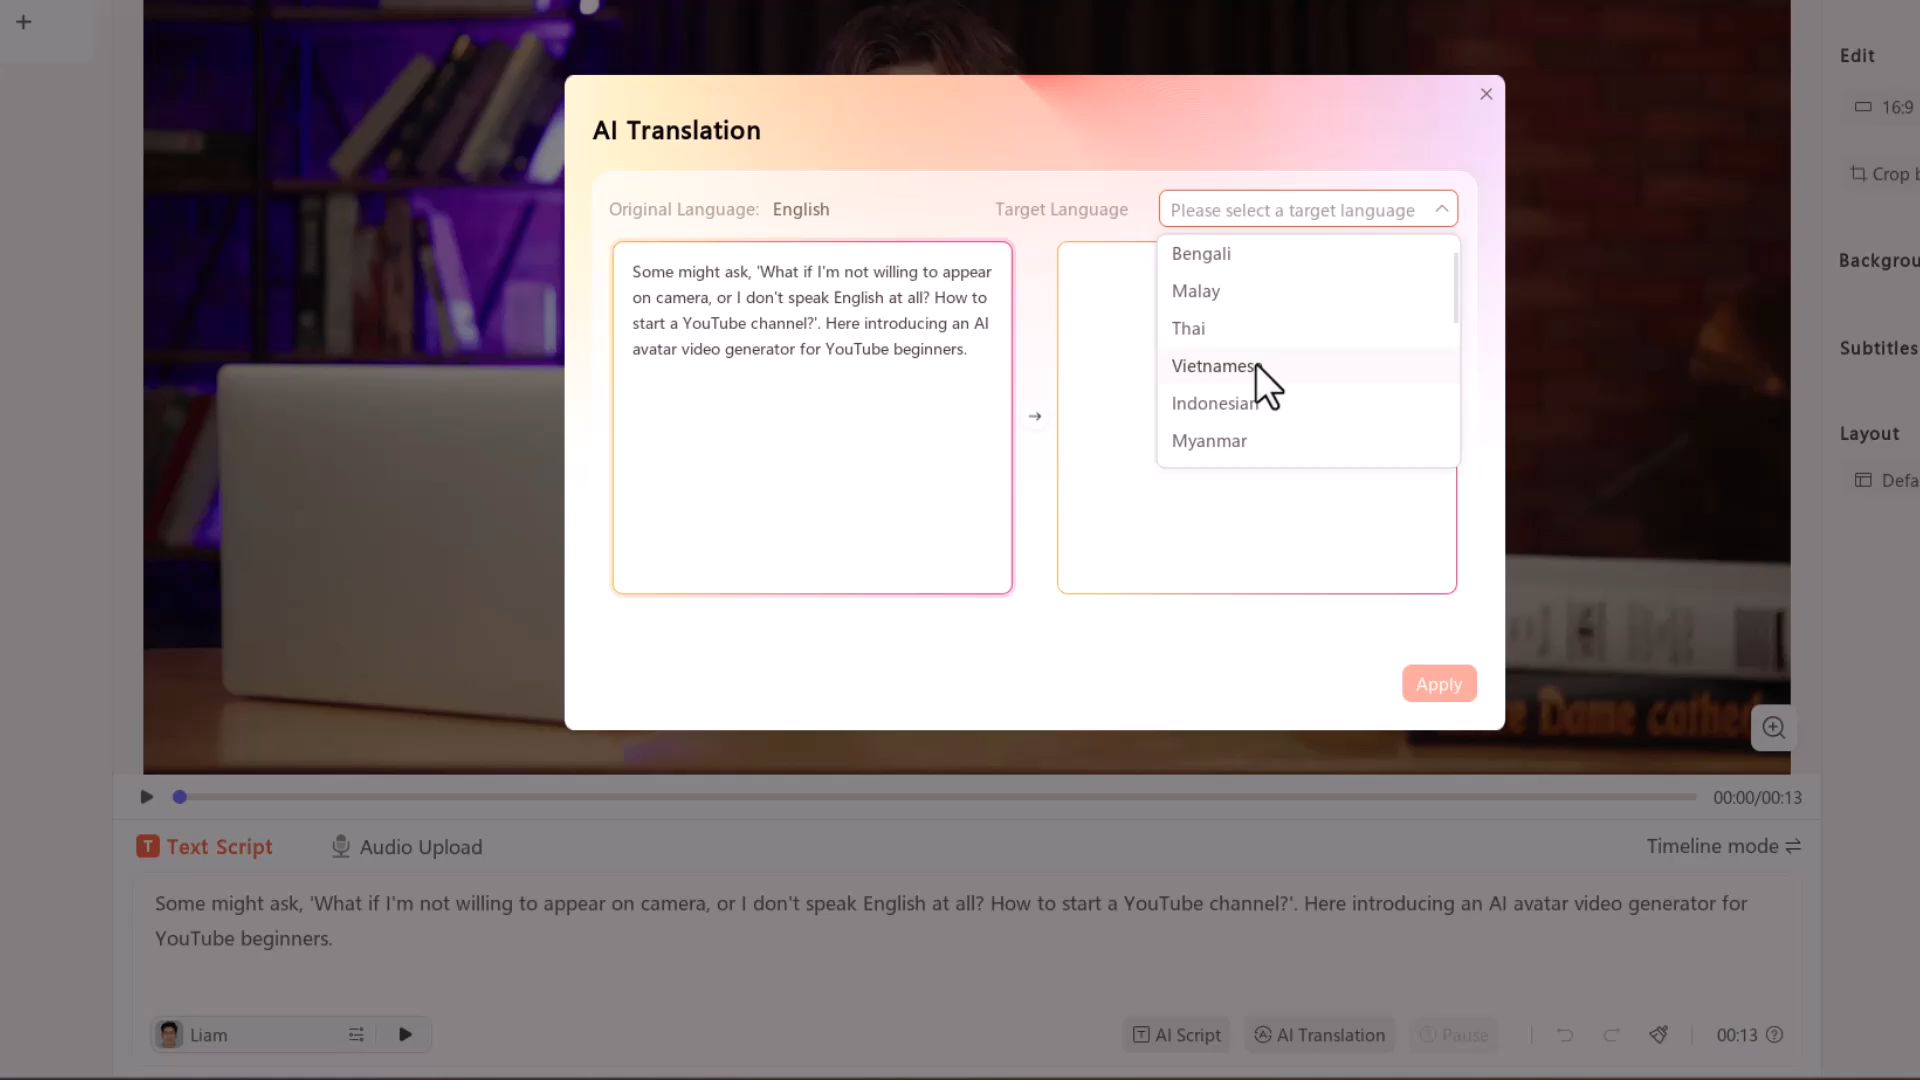 Edit
16:9
Crop b
Backgrou
Subtitles
Layout
Defa
AI Translation
Original Language: English
Target Language
Please select a target language
Some might ask, 'What if I'm not willing to appear
on camera, or I don't speak English at all? How to
start a YouTube channel?'. Here introducing an AI
avatar video generator for YouTube beginners.
Bengali
Malay
Thai
Vietnamese
Indonesian
Myanmar
Apply
Dame cathed
00:00/00:13
Text Script
Audio Upload
Timeline mode
Some might ask, 'What if I'm not willing to appear on camera, or I don't speak English at all? How to start a YouTube channel?'. Here introducing an AI avatar video generator for
YouTube beginners.
Liam
AI Script
AI Translation
Pause
00:13